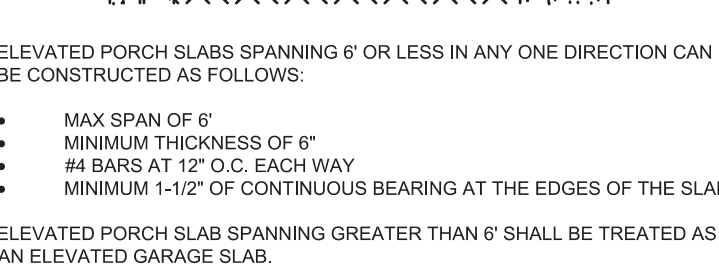 ELEVATED PORCH SLABS SPANNING 6' OR LESS IN ANY ONE DIRECTION CAN
BE CONSTRUCTED AS FOLLOWS:
• MAX SPAN OF 6'
• MINIMUM THICKNESS OF 6"
• #4 BARS AT 12" O.C. EACH WAY
• MINIMUM 1-1/2" OF CONTINUOUS BEARING AT THE EDGES OF THE SLAB
ELEVATED PORCH SLAB SPANNING GREATER THAN 6' SHALL BE TREATED AS
AN ELEVATED GARAGE SLAB.